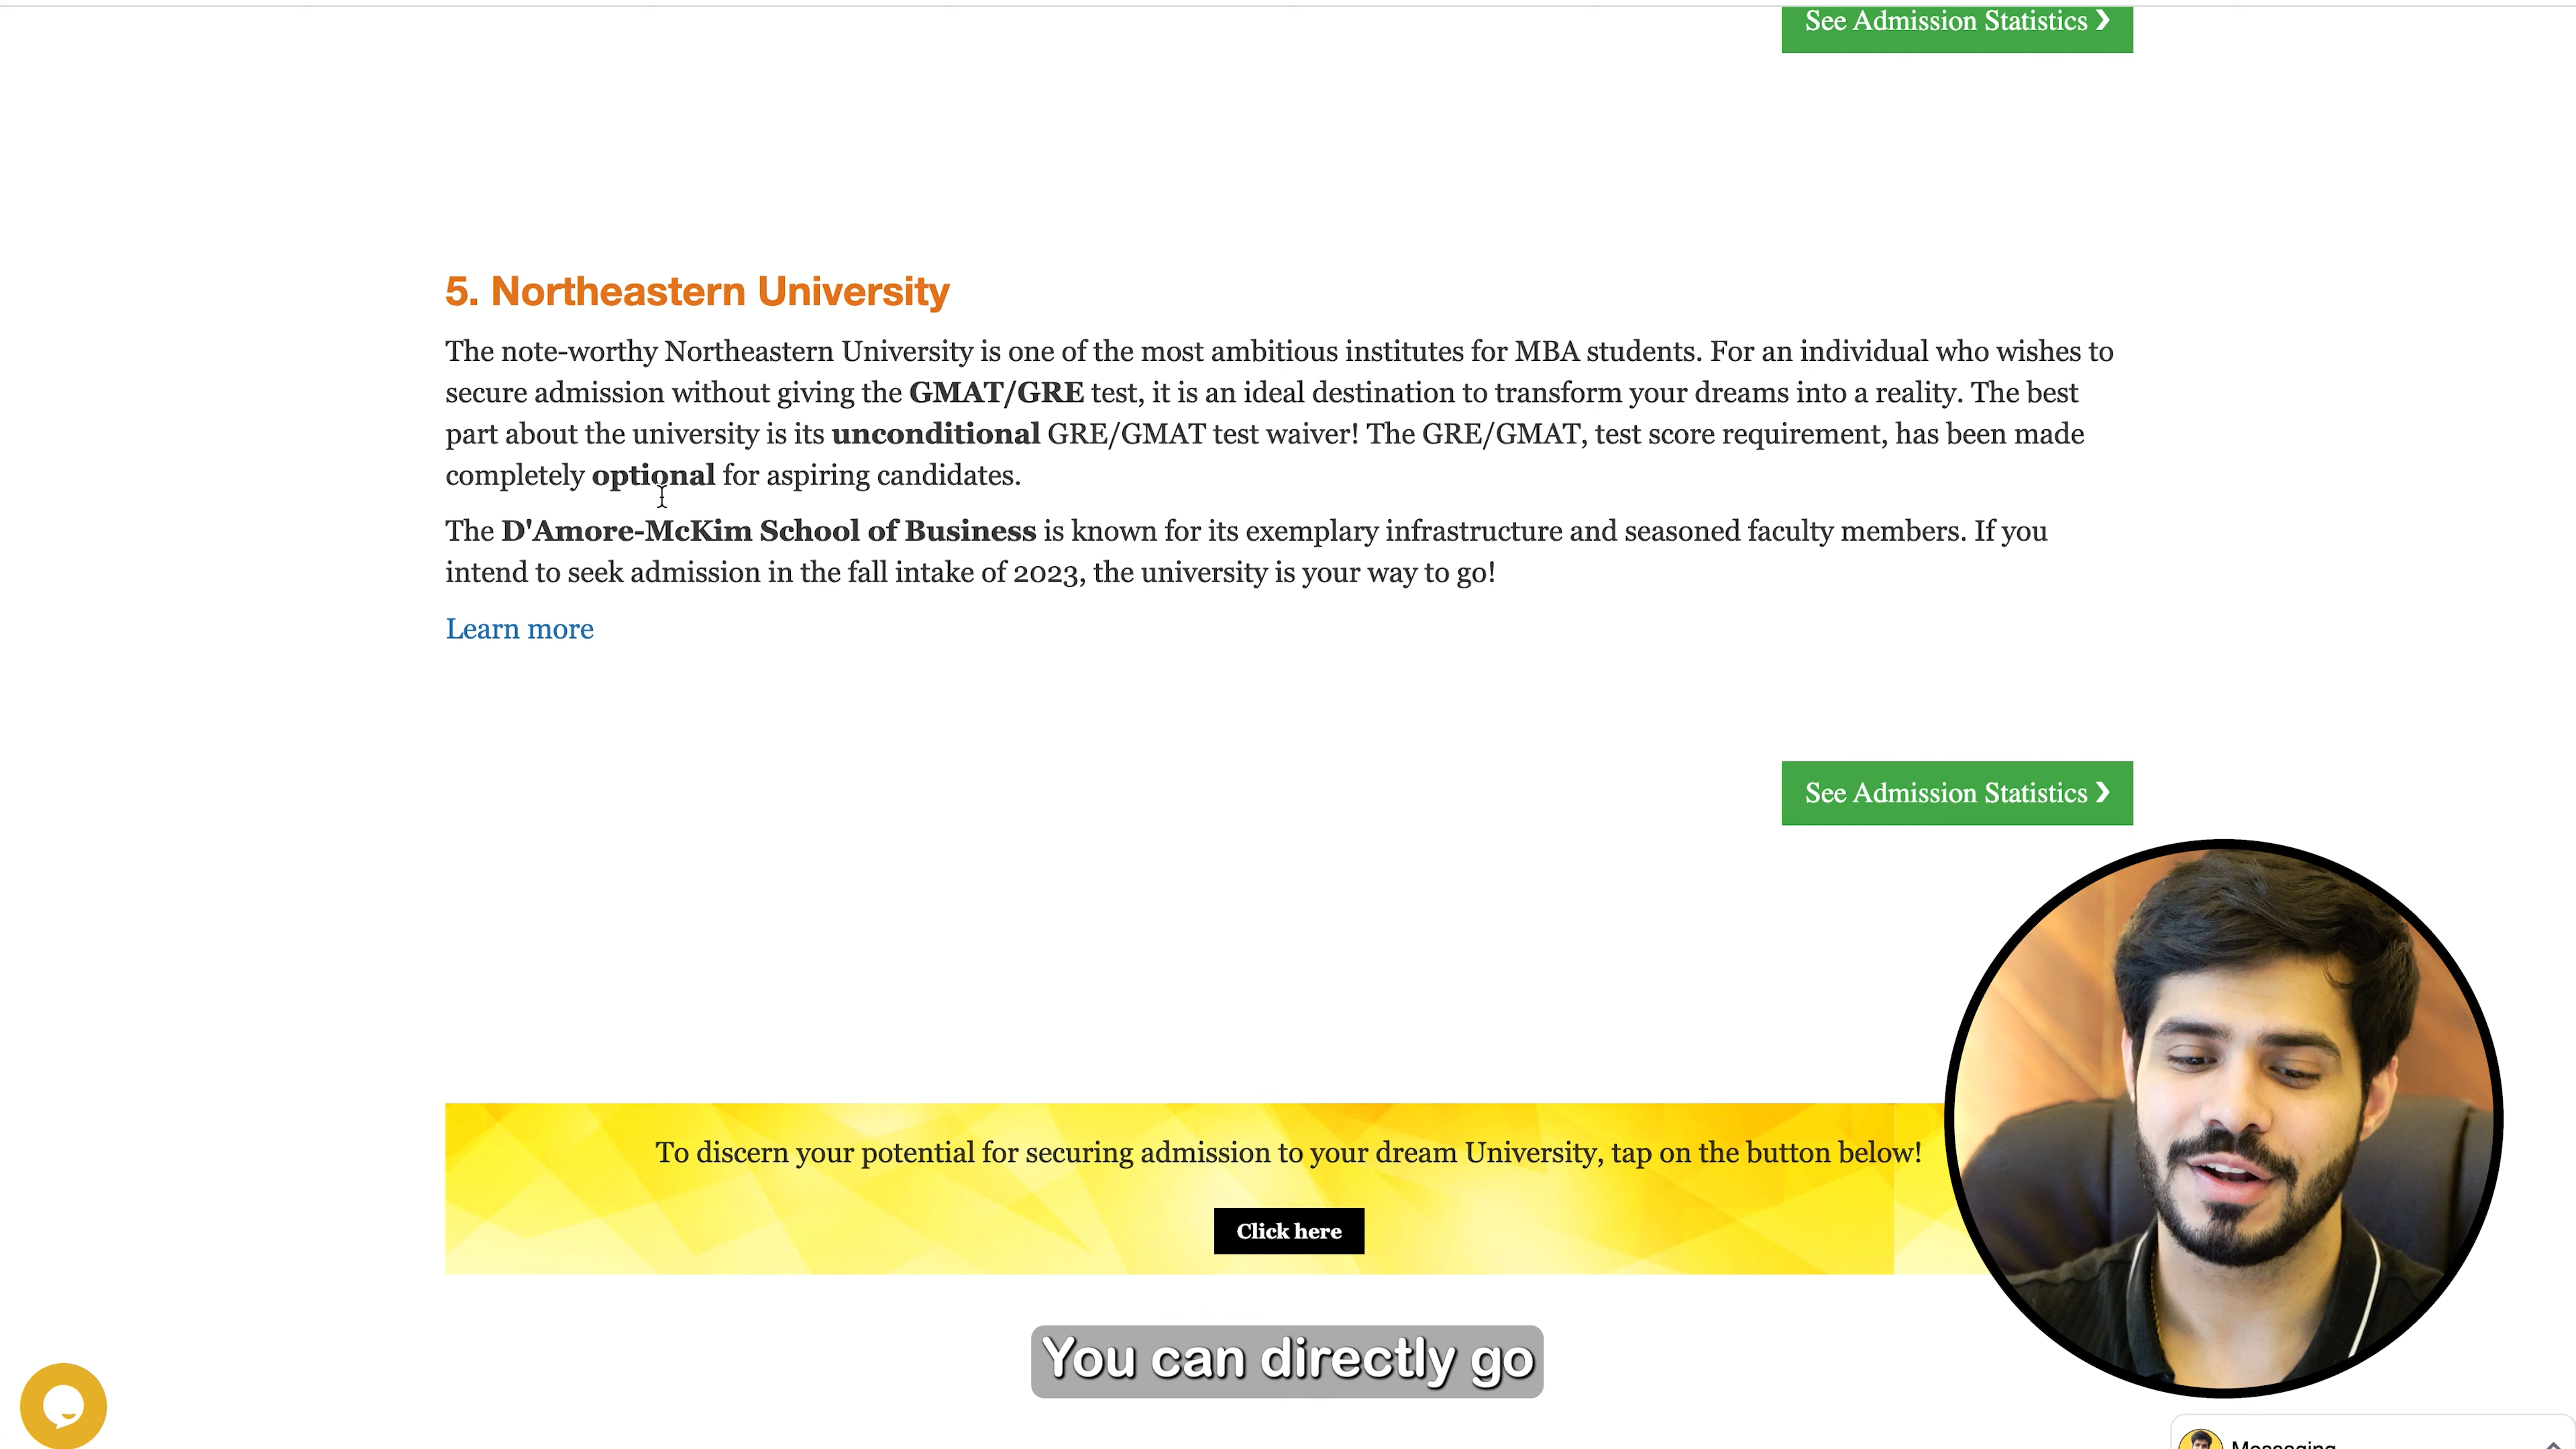 See Admission Statistics ❯
5. Northeastern University
The note-worthy Northeastern University is one of the most ambitious institutes for MBA students. For an individual who wishes to
secure admission without giving the GMAT/GRE test, it is an ideal destination to transform your dreams into a reality. The best
part about the university is its unconditional GRE/GMAT test waiver! The GRE/GMAT, test score requirement, has been made
completely optional for aspiring candidates.
The D'Amore-McKim School of Business is known for its exemplary infrastructure and seasoned faculty members. If you
intend to seek admission in the fall intake of 2023, the university is your way to go!
Learn more
See Admission Statistics ❯
To discern your potential for securing admission to your dream University, tap on the button below!
Click here
You can directly go
Messaging